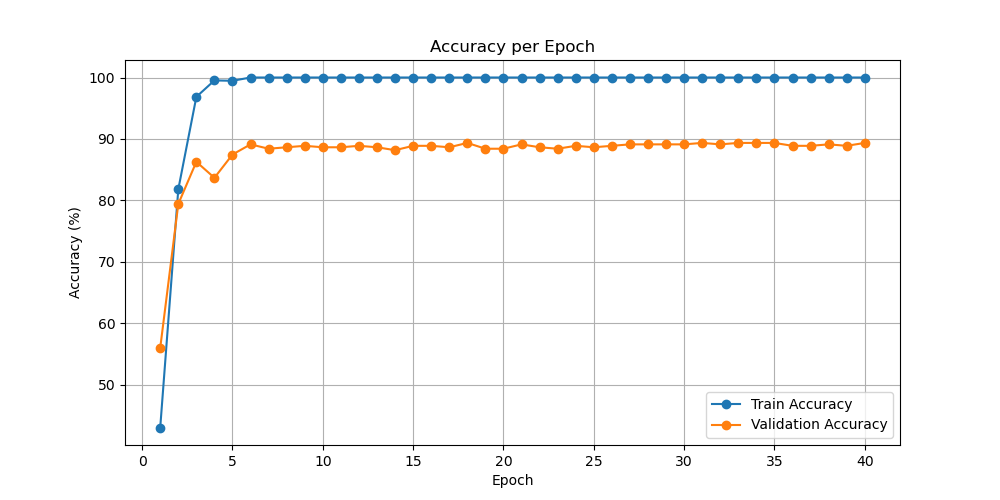 Accuracy per Epoch
Accuracy (%)
100
90
80
70
60
50
0 5 10 15 20 25 30 35 40
Epoch
Train Accuracy
Validation Accuracy